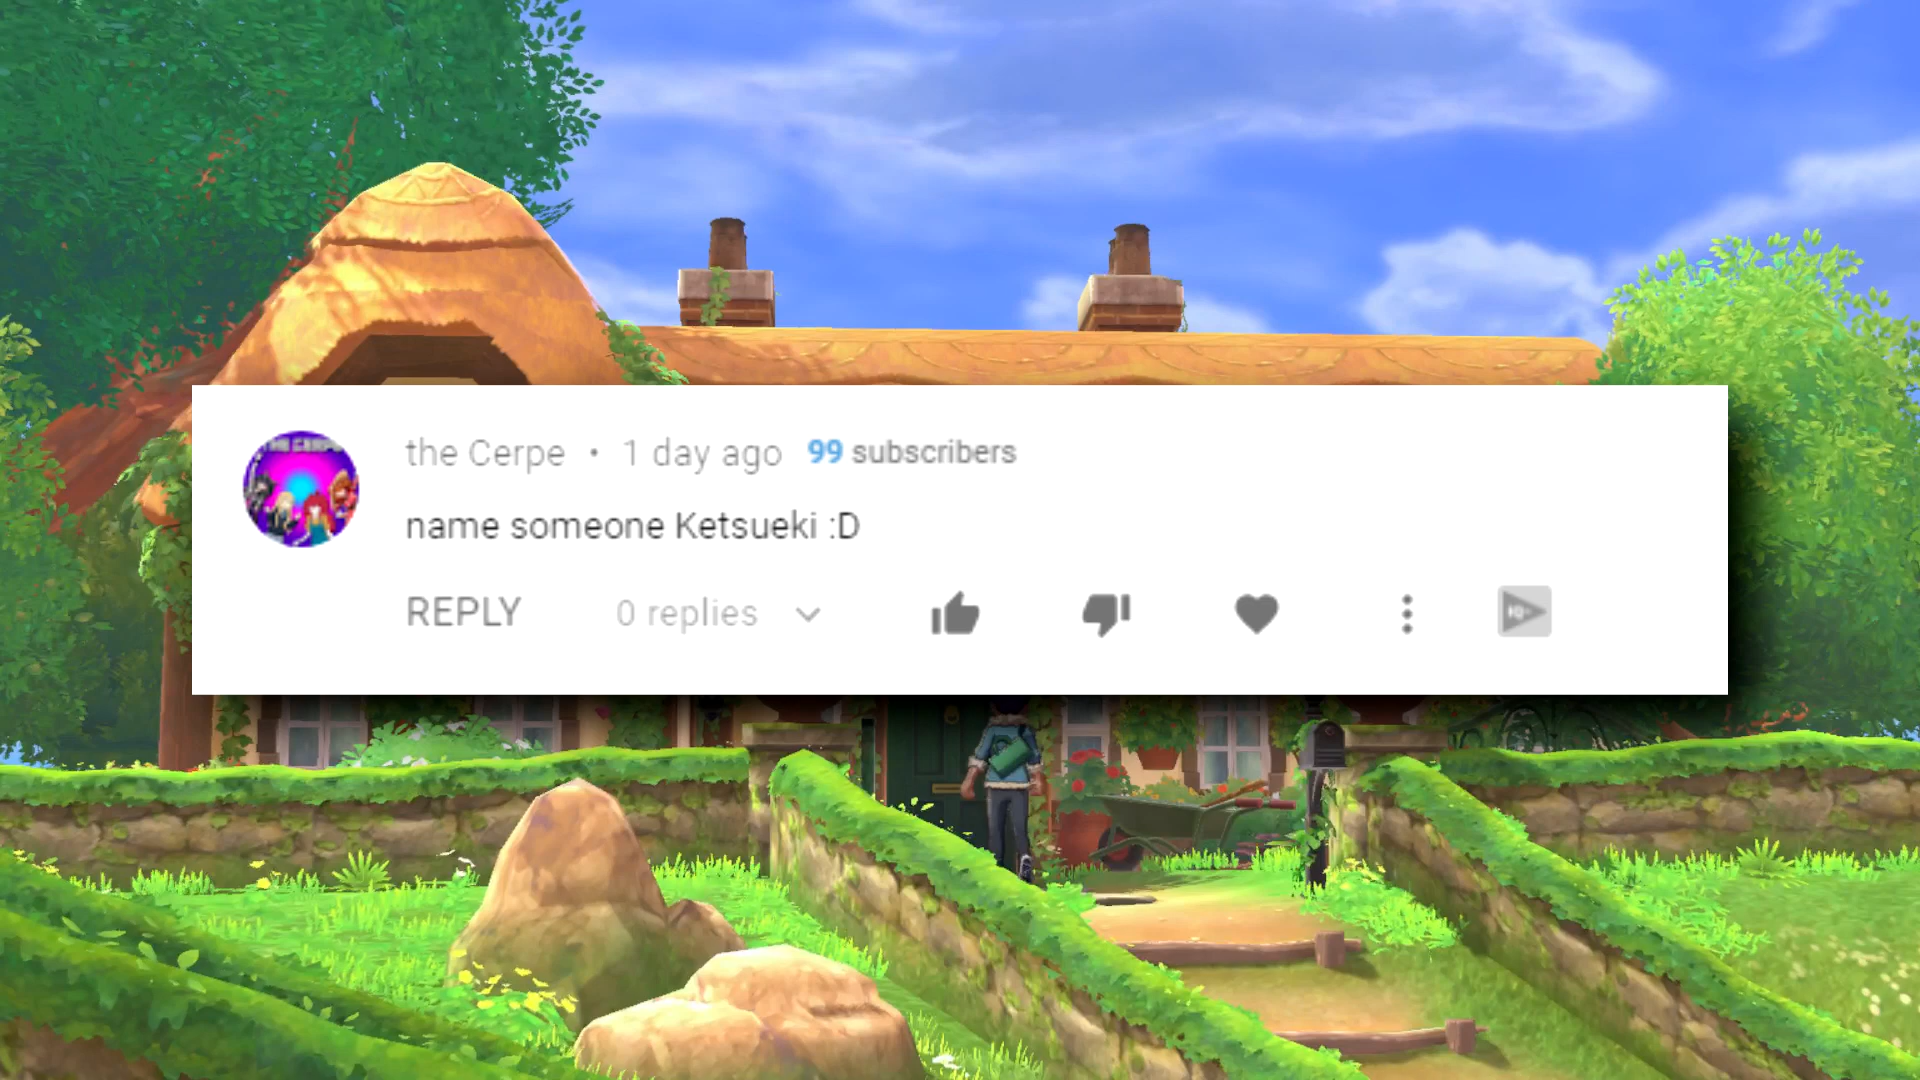 the Cerpe • 1 day ago 99 subscribers
name someone Ketsueki :D
REPLY 0 replies